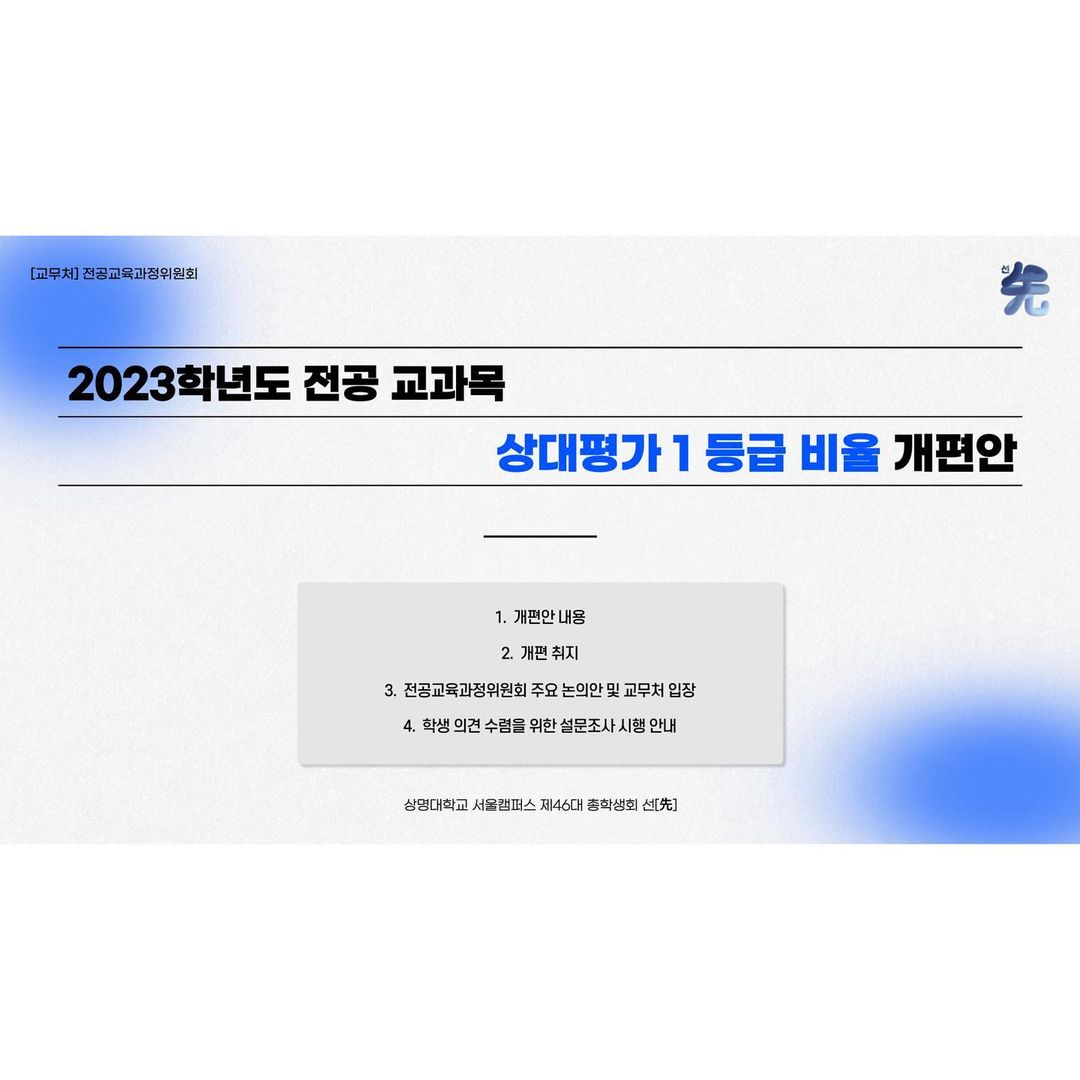 [교무처] 전공교육과정위원회
선 先
2023학년도 전공 교과목
상대평가 1 등급 비율 개편안
1. 개편안 내용
2. 개편 취지
3. 전공교육과정위원회 주요 논의안 및 교무처 입장
4. 학생 의견 수렴을 위한 설문조사 시행 안내
상명대학교 서울캠퍼스 제46대 총학생회 선[先]